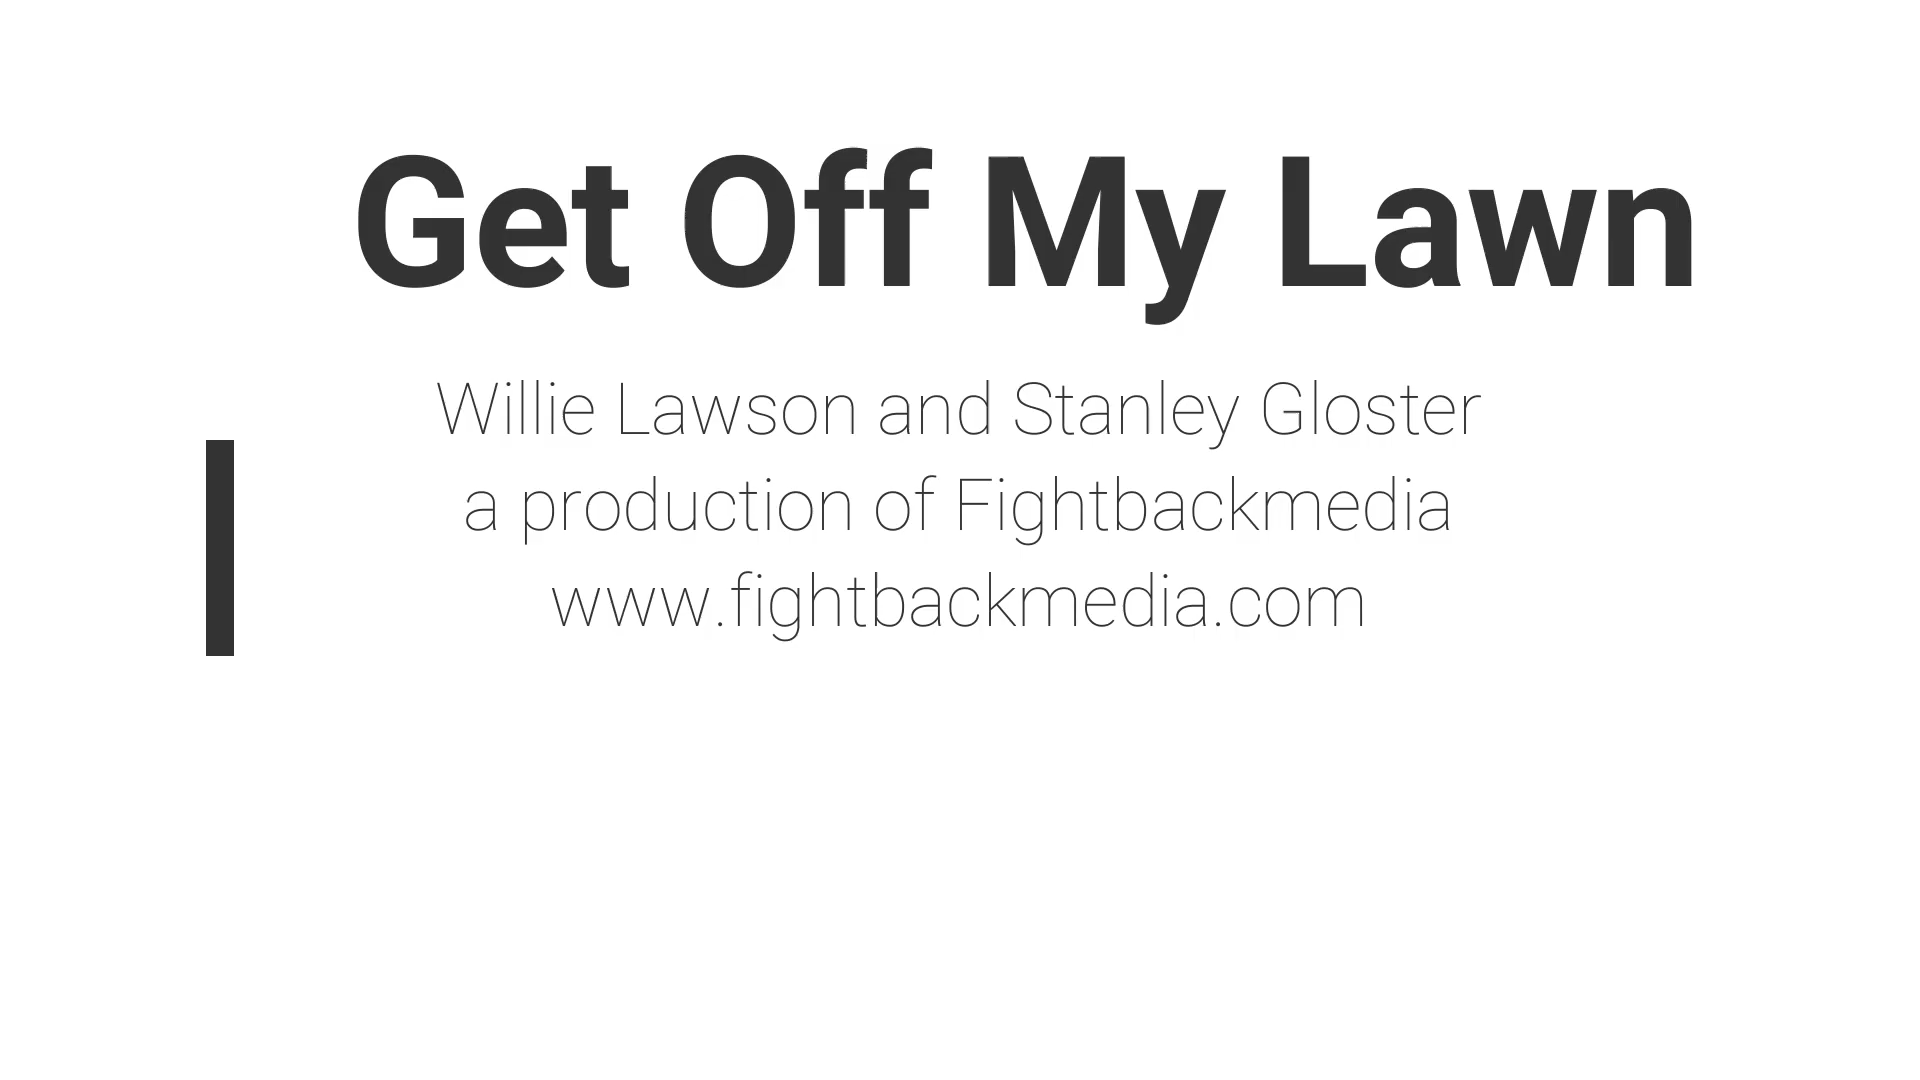 Get Off My Lawn
Willie Lawson and Stanley Gloster
a production of Fightbackmedia
www.fightbackmedia.com